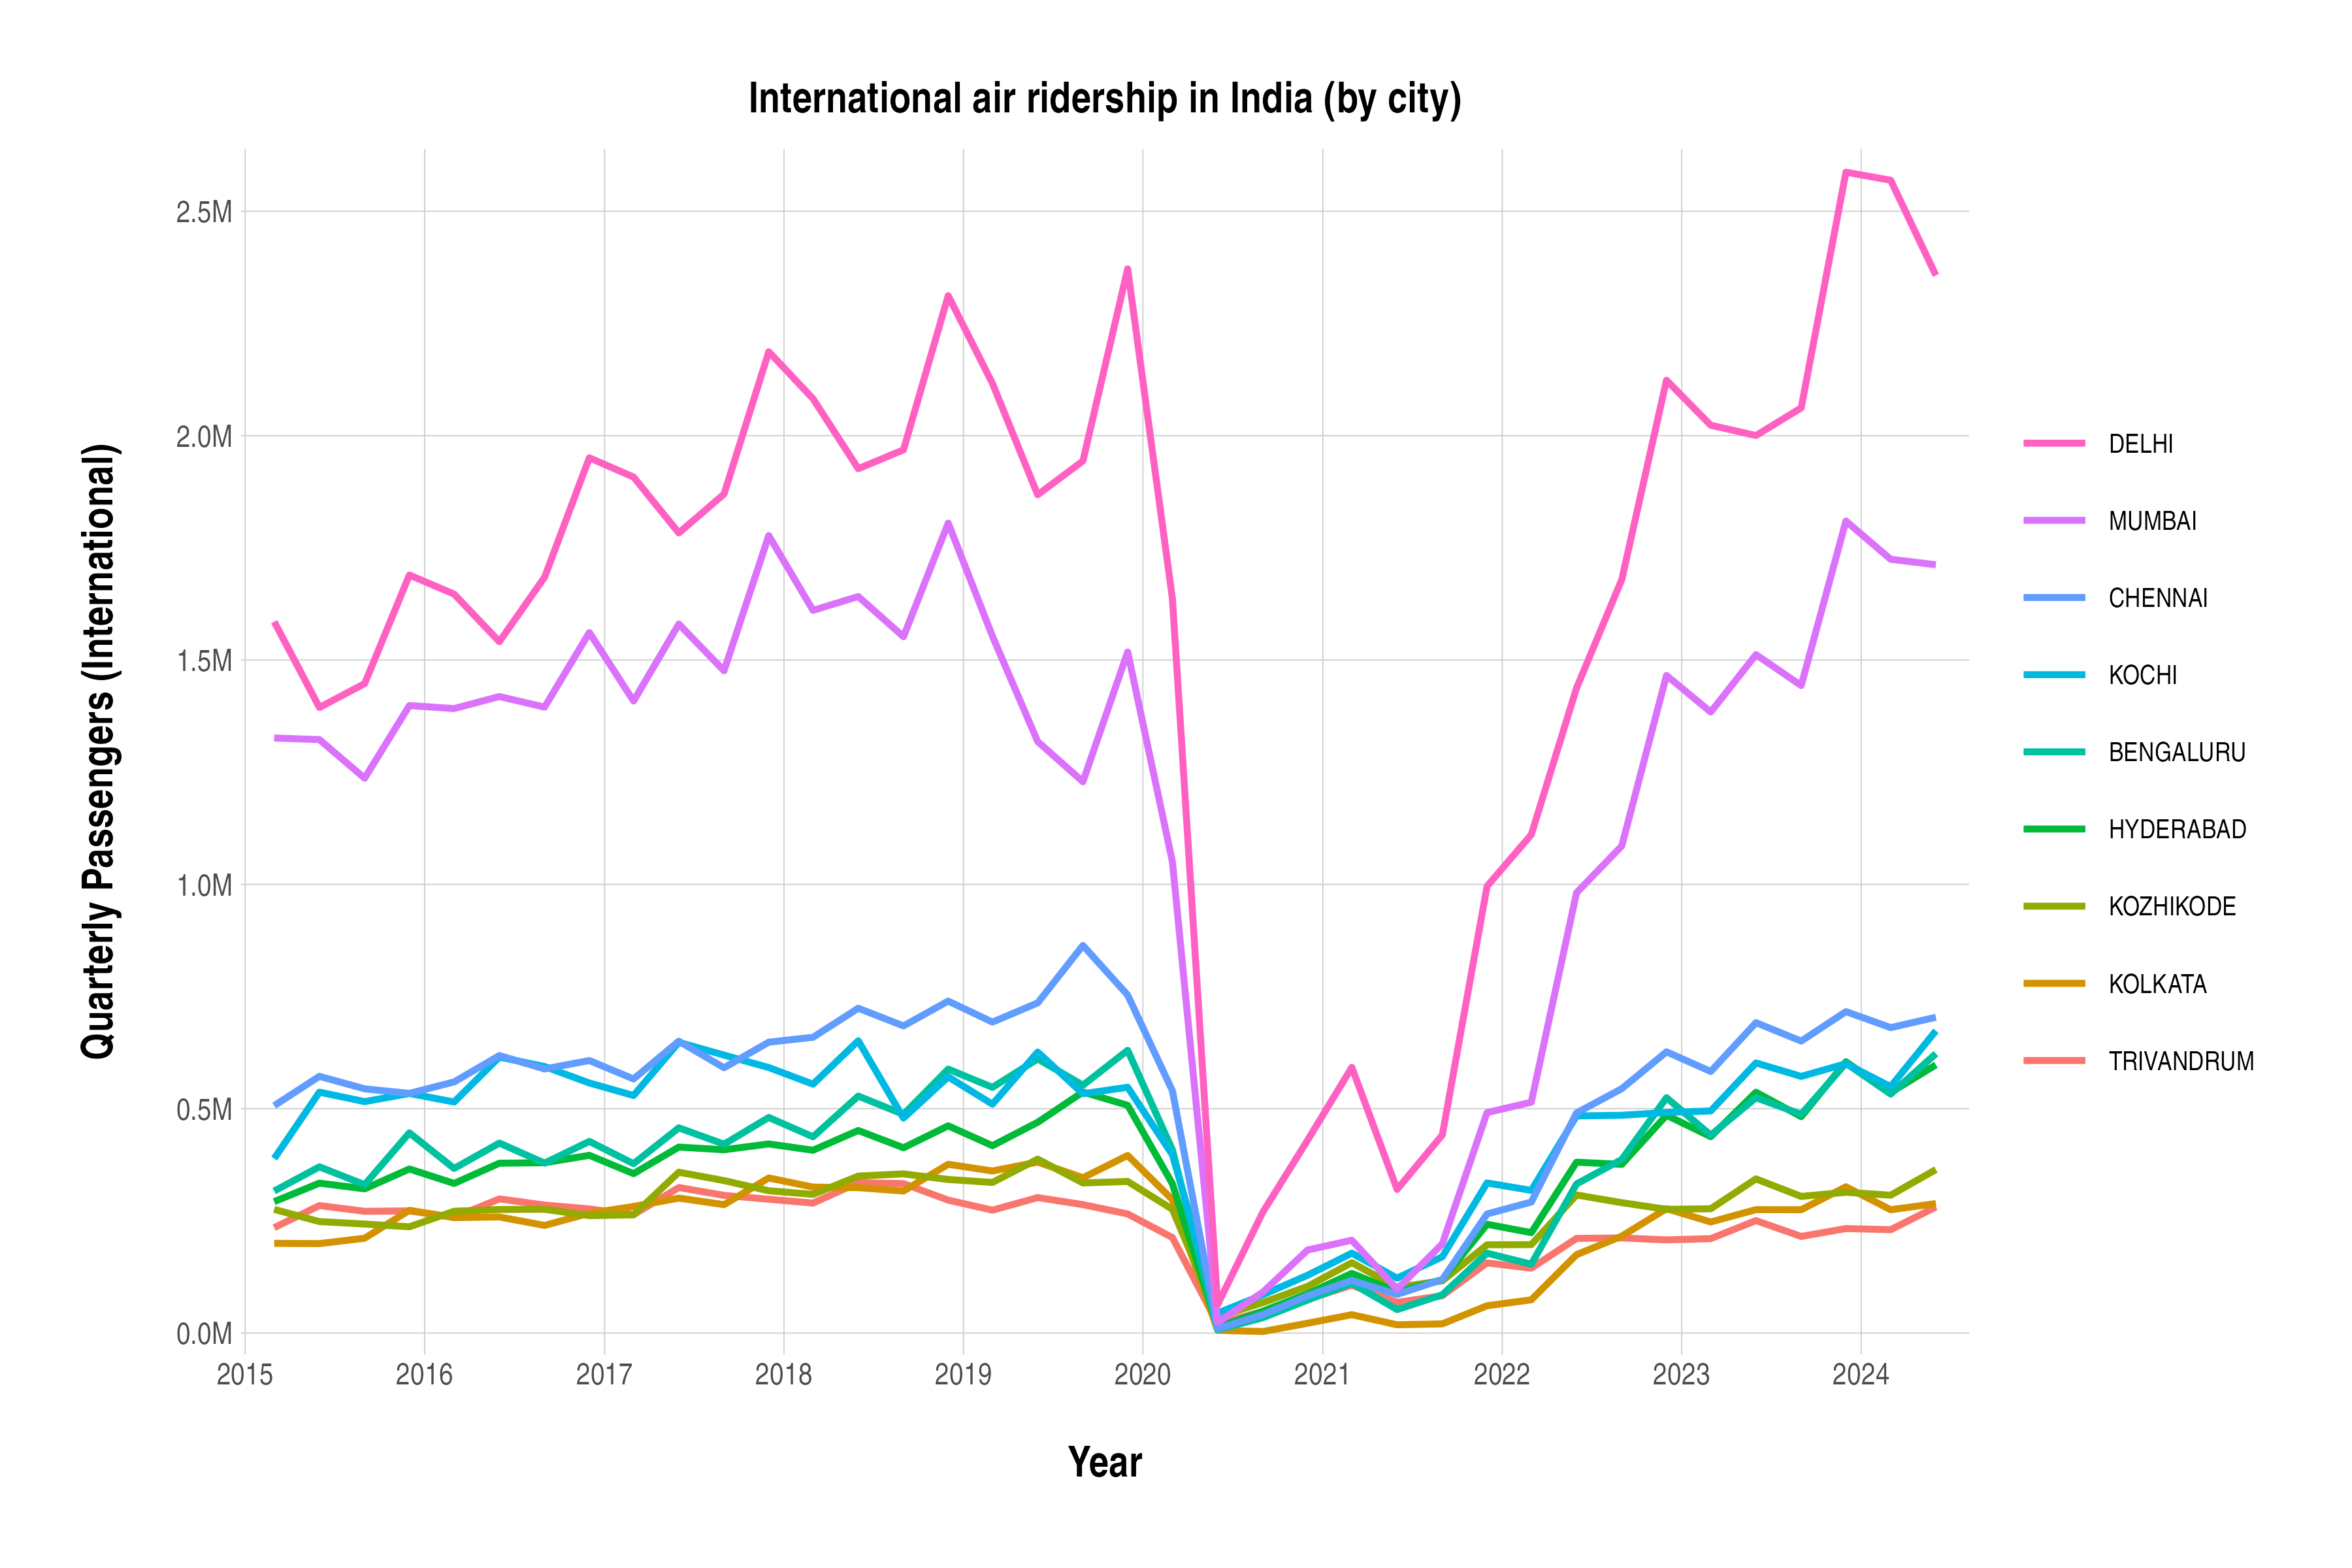 International air ridership in India (by city)
Quarterly Passengers (International)
2.5M
2.0M
1.5M
1.0M
0.5M
0.0M
2015 2016 2017 2018 2019 2020 2021 2022 2023 2024
Year
DELHI
MUMBAI
CHENNAI
KOCHI
BENGALURU
HYDERABAD
KOZHIKODE
KOLKATA
TRIVANDRUM